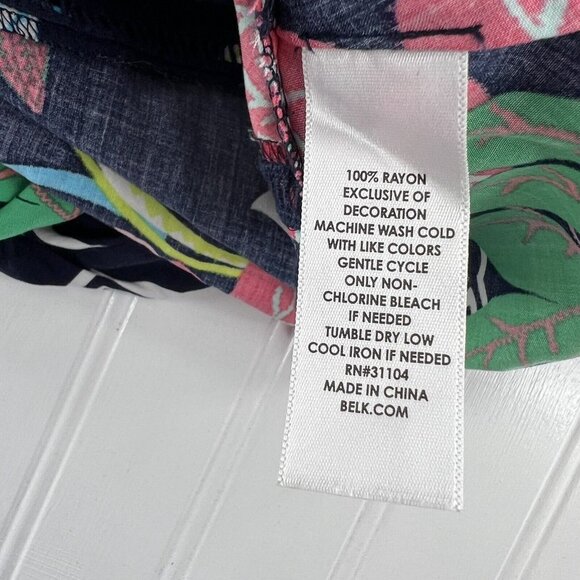 100% RAYON
EXCLUSIVE OF
DECORATION
MACHINE WASH COLD
WITH LIKE COLORS
GENTLE CYCLE
ONLY NON-
CHLORINE BLEACH
IF NEEDED
TUMBLE DRY LOW
COOL IRON IF NEEDED
RN#31104
MADE IN CHINA
BELK.COM